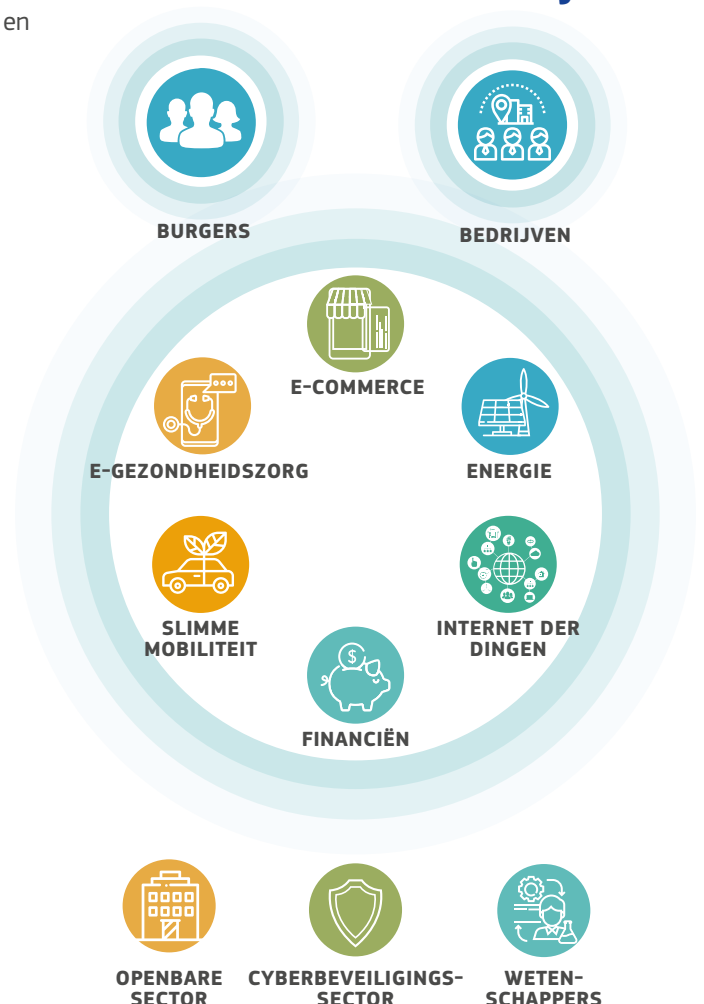 en
BURGERS
BEDRIJVEN
E-COMMERCE
E-GEZONDHEIDSZORG
ENERGIE
SLIMME
MOBILITEIT
INTERNET DER
DINGEN
$
FINANCIËN
OPENBARE
SECTOR
CYBERBEVEILIGINGS-
SECTOR
WETEN-
SCHAPPERS